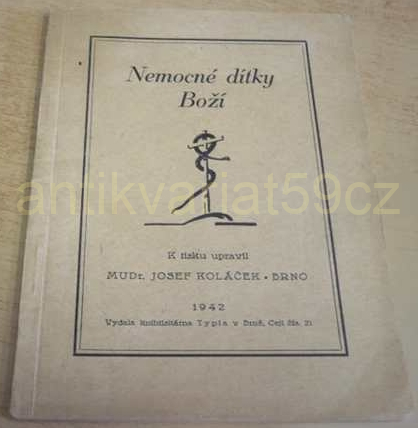 Nemocné dítky
Boží
antikvariat59cz
K tisku upravil
MUDr. JOSEF KOLÁČEK · BRNO
1942
Vydala knihtiskárna Typia v Brně, Cejl čís. 21